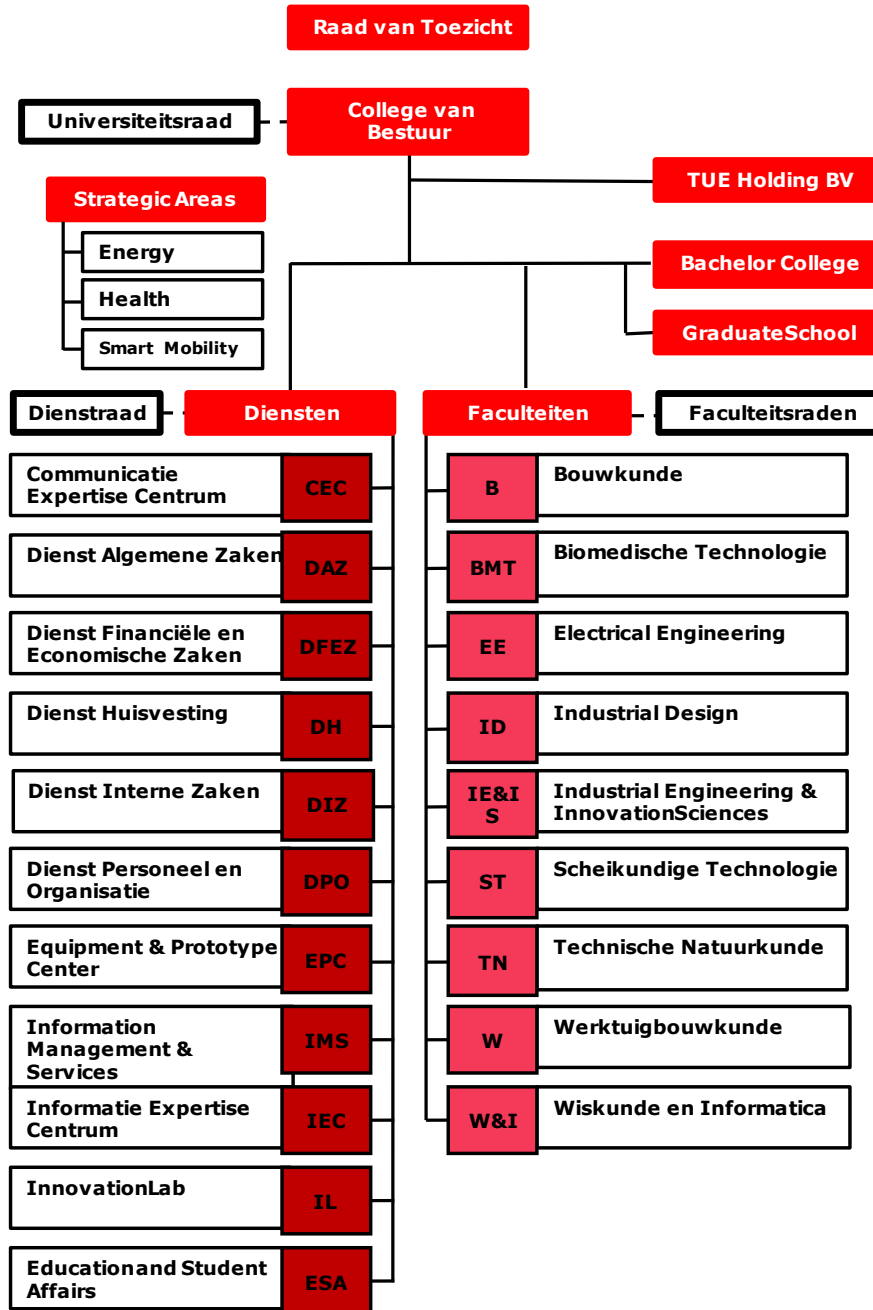 Raad van Toezicht
Universiteitsraad
College van
Bestuur
TUE Holding BV
Strategic Areas
Energy
Health
Smart Mobility
Bachelor College
GraduateSchool
Dienstraad
Diensten
Faculteiten
Faculteitsraden
Communicatie
Expertise Centrum
CEC
Dienst Algemene Zaken
DAZ
Dienst Financiële en
Economische Zaken
DFEZ
Dienst Huisvesting
DH
Dienst Interne Zaken
DIZ
Dienst Personeel en
Organisatie
DPO
Equipment & Prototype
Center
EPC
Information
Management &
Services
IMS
Informatie Expertise
Centrum
IEC
InnovationLab
IL
Educationand Student
Affairs
ESA
B
Bouwkunde
BMT
Biomedische Technologie
EE
Electrical Engineering
ID
Industrial Design
IE&I
S
Industrial Engineering &
InnovationSciences
ST
Scheikundige Technologie
TN
Technische Natuurkunde
W
Werktuigbouwkunde
W&I
Wiskunde en Informatica